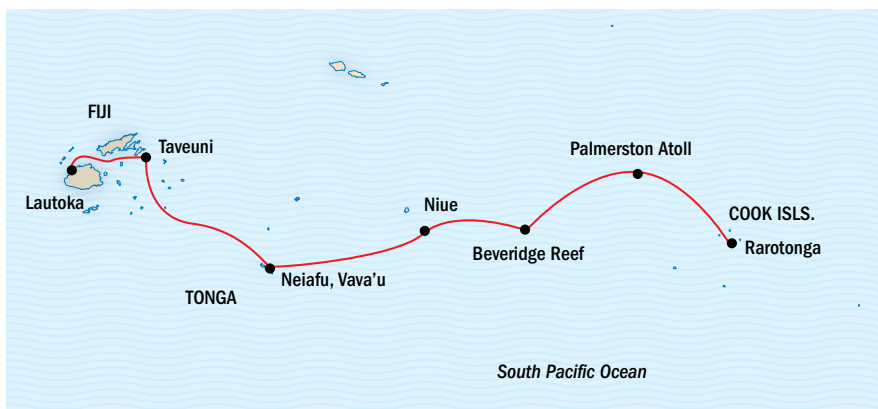 FIJI
Taveuni
Lautoka
Palmerston Atoll
Niue
COOK ISLS.
Beveridge Reef
Rarotonga
Neiafu, Vava'u
TONGA
South Pacific Ocean